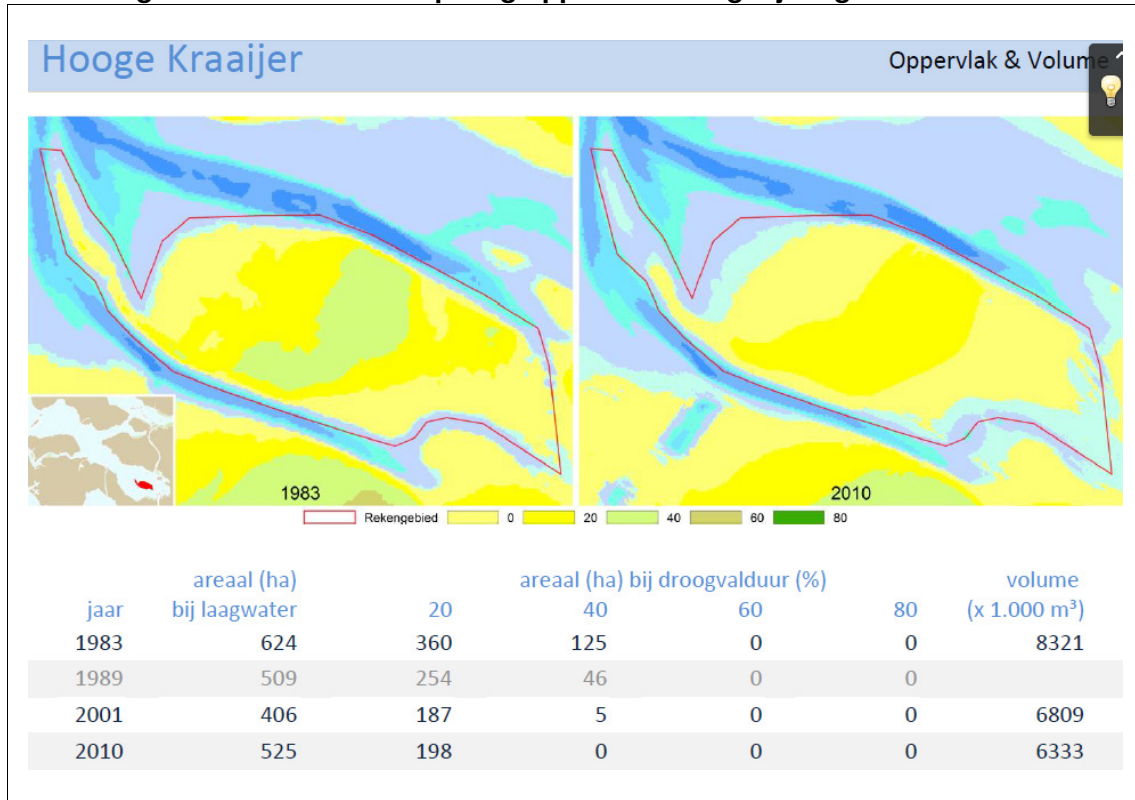 Hooge Kraaijer
Oppervlak & Volume
1983
2010
Rekengebied 0 20 40 60 80
areaal (ha) areaal (ha) bij droogvalduur (%) volume
jaar bij laagwater 20 40 60 80 (x 1.000 m³)
1983 624 360 125 0 0 8321
1989 509 254 46 0 0
2001 406 187 5 0 0 6809
2010 525 198 0 0 0 6333